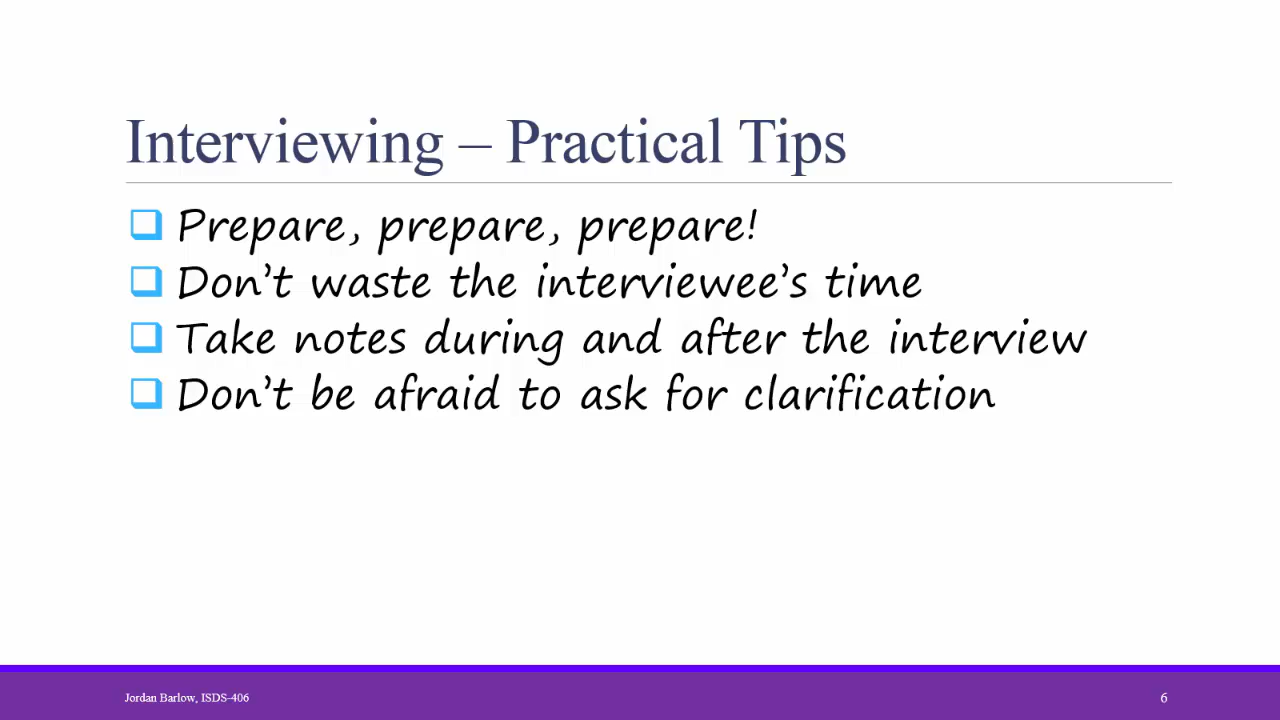 Interviewing – Practical Tips
Prepare, prepare, prepare!
Don’t waste the interviewee’s time
Take notes during and after the interview
Don’t be afraid to ask for clarification
Jordan Barlow, ISDS-406
6